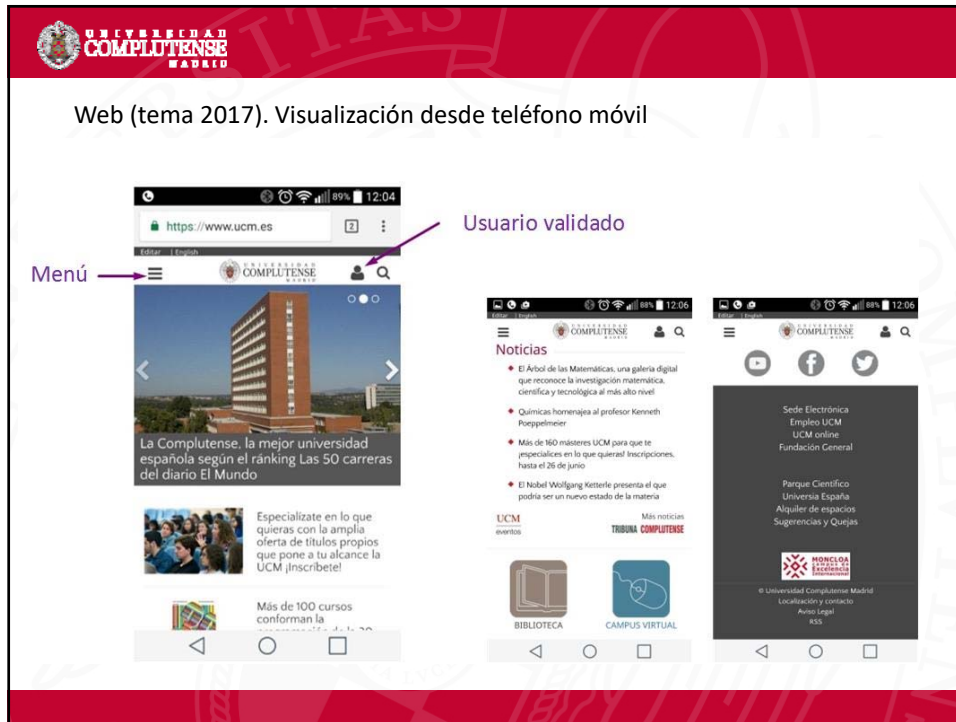 UNIVERSIDAD
COMPLUTENSE
MADRID
Web (tema 2017). Visualización desde teléfono móvil
89% 12:04
https://www.ucm.es
2
Editar | English
Menú
UNIVERSIDAD
COMPLUTENSE
MADRID
Usuario validado
La Complutense, la mejor universidad
española según el ránking Las 50 carreras
del diario El Mundo
Especialízate en lo que
quieras con la amplia
oferta de títulos propios
que pone a tu alcance la
UCM ¡Inscríbete!
Más de 100 cursos
conforman la
88% 12:06
Editar | English
UNIVERSIDAD
COMPLUTENSE
MADRID
Noticias
El Árbol de las Matemáticas, una galería digital
que reconoce la investigación matemática,
científica y tecnológica al más alto nivel
Químicas homenajea al profesor Kenneth
Poeppelmeier
Más de 160 másteres UCM para que te
¡especialices en lo que quieras! Inscripciones,
hasta el 26 de junio
El Nobel Wolfgang Ketterle presenta el que
podría ser un nuevo estado de la materia
UCM
eventos
Más noticias
TRIBUNA COMPLUTENSE
BIBLIOTECA
CAMPUS VIRTUAL
88% 12:06
Editar | English
UNIVERSIDAD
COMPLUTENSE
MADRID
Sede Electrónica
Empleo UCM
UCM online
Fundación General
Parque Científico
Universia España
Alquiler de espacios
Sugerencias y Quejas
MONCLOA
Campus de
Excelencia
Internacional
© Universidad Complutense Madrid
Localización y contacto
Aviso Legal
RSS